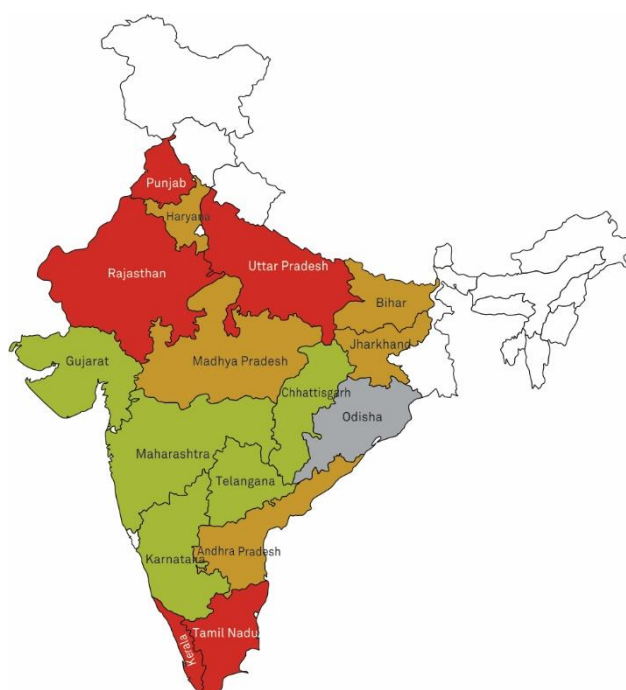 Punjab
Haryana
Rajasthan
Uttar Pradesh
Bihar
Jharkhand
Gujarat
Madhya Pradesh
Chhattisgarh
Odisha
Maharashtra
Telangana
Andhra Pradesh
Karnataka
Tamil Nadu
Kerala